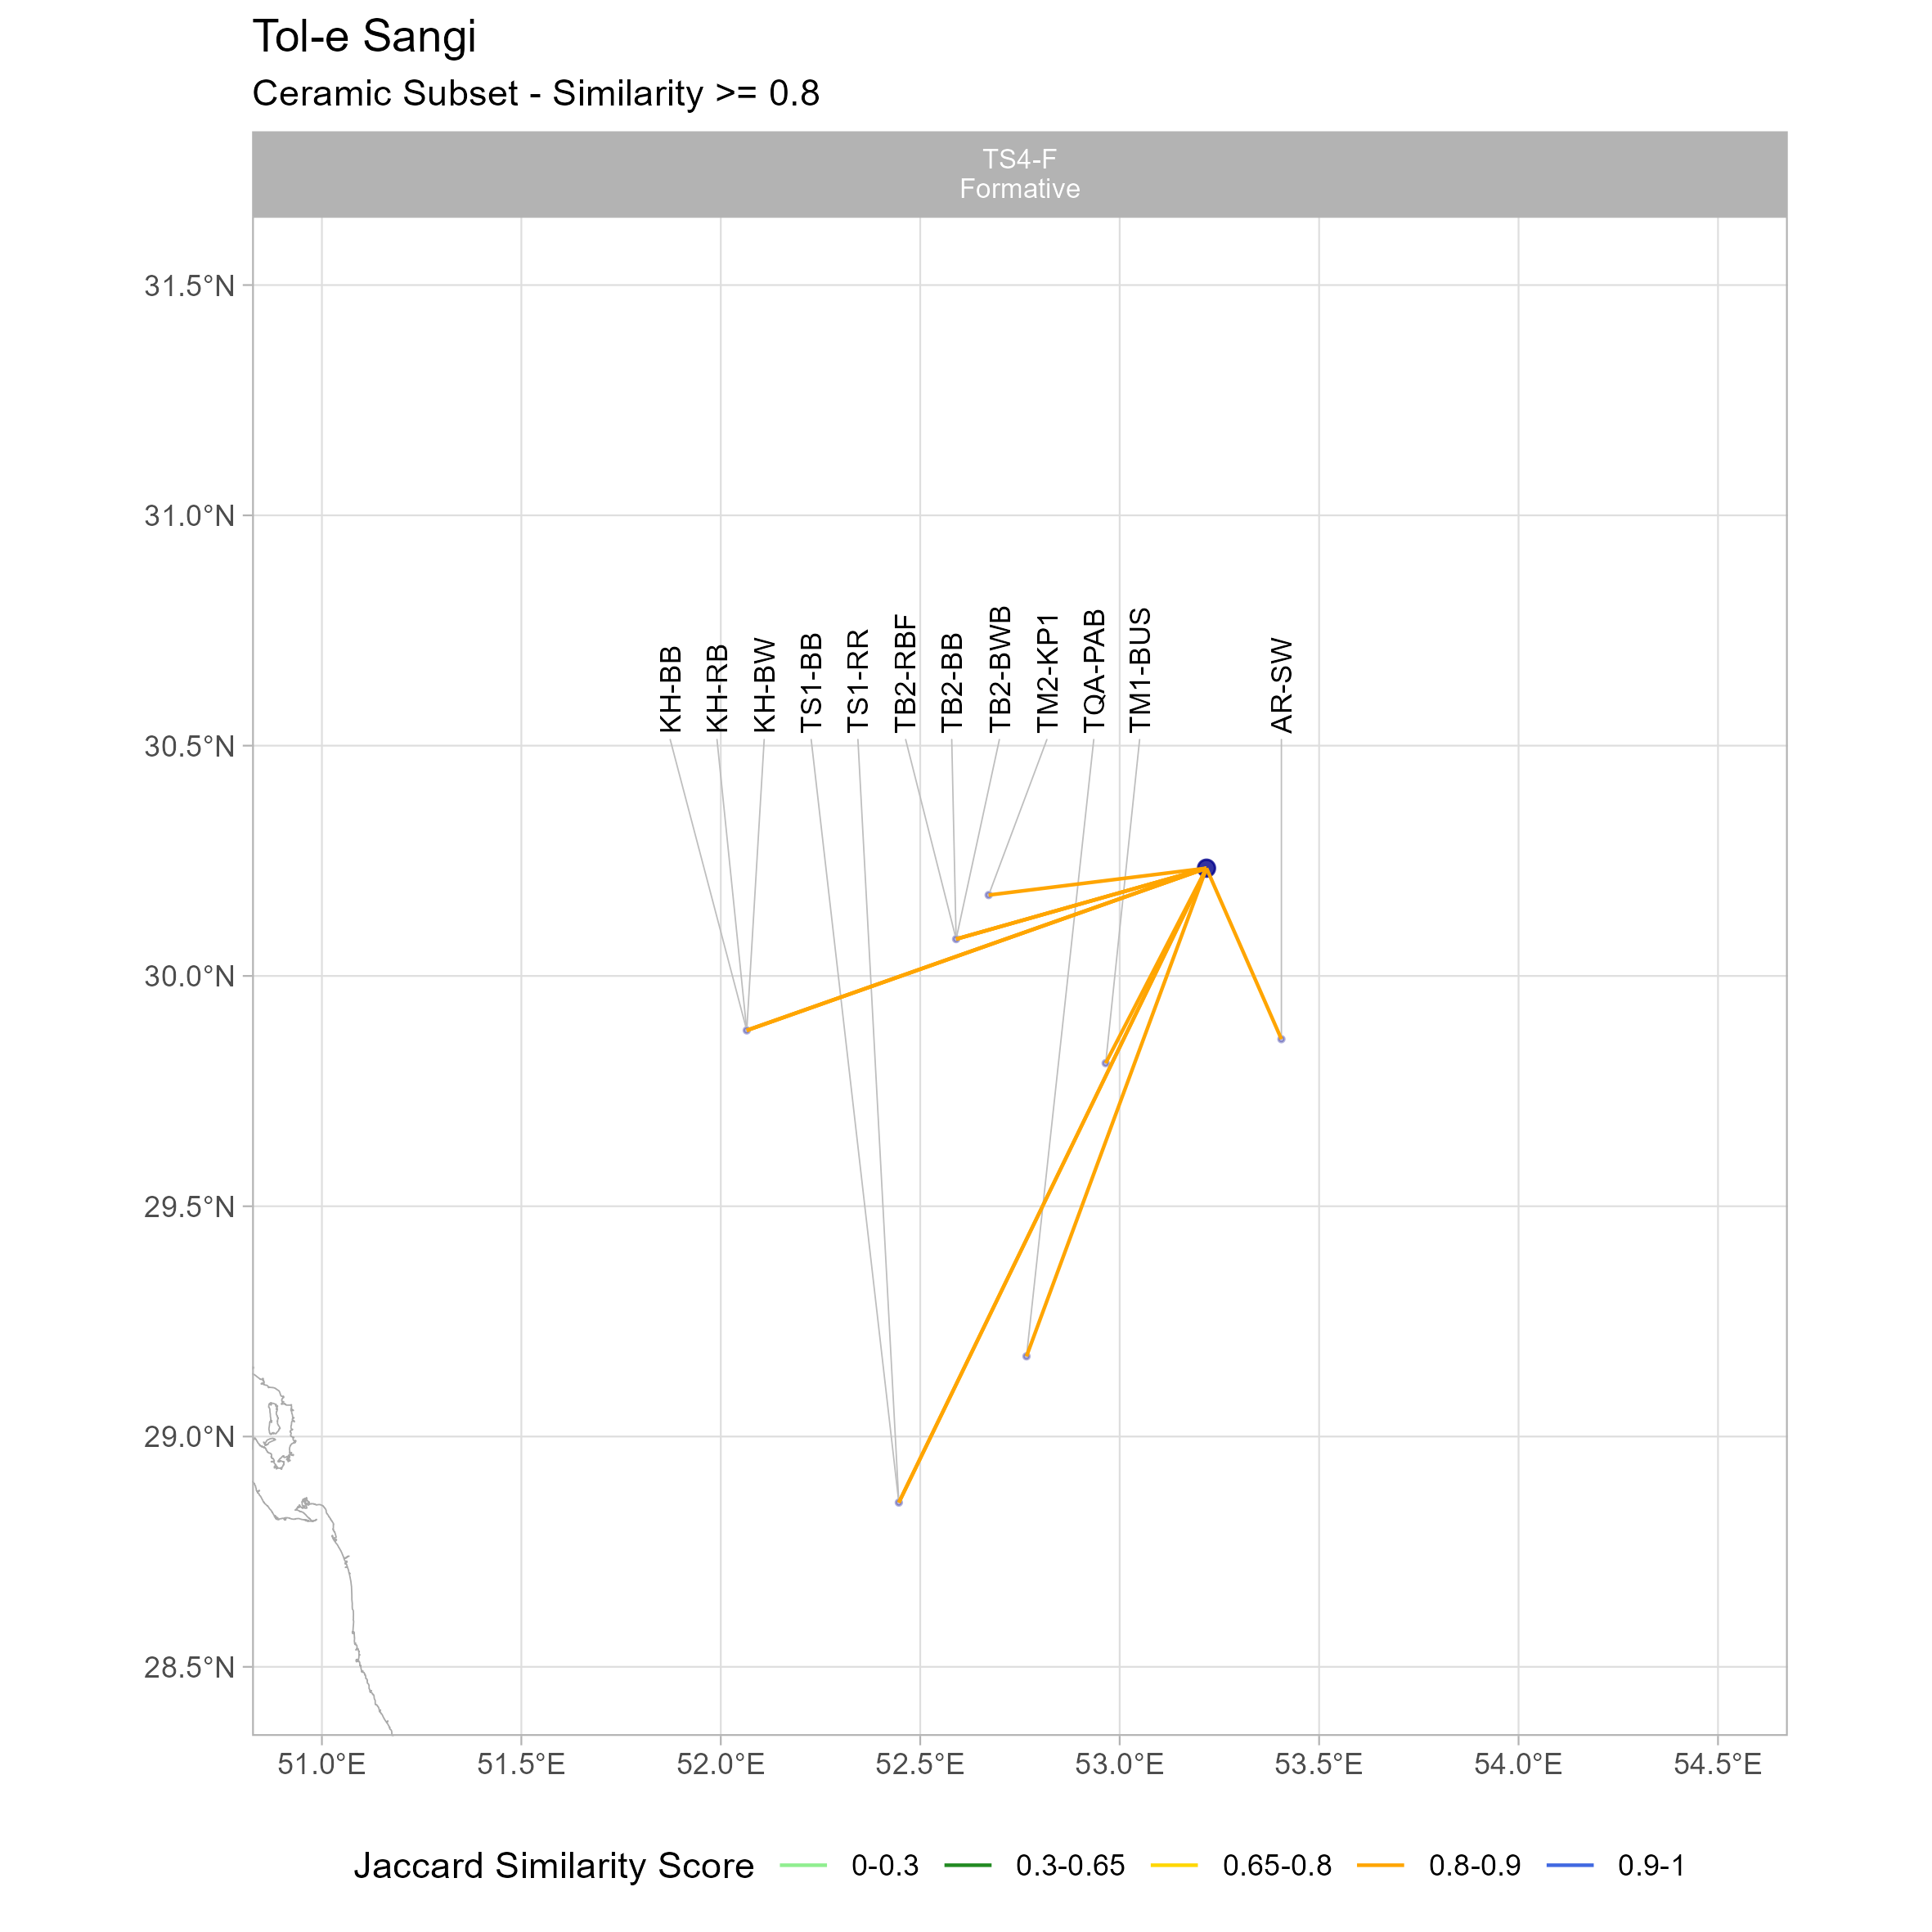 Tol-e Sangi
Ceramic Subset - Similarity >= 0.8
TS4-F
Formative
31.5°N
31.0°N
30.5°N
30.0°N
29.5°N
29.0°N
28.5°N
KH-BB
KH-RB
KH-BW
TS1-BB
TS1-RR
TB2-RBF
TB2-BB
TB2-BWB
TM2-KP1
TQA-PAB
TM1-BUS
AR-SW
51.0°E 51.5°E 52.0°E 52.5°E 53.0°E 53.5°E 54.0°E 54.5°E
Jaccard Similarity Score 0-0.3 0.3-0.65 0.65-0.8 0.8-0.9 0.9-1